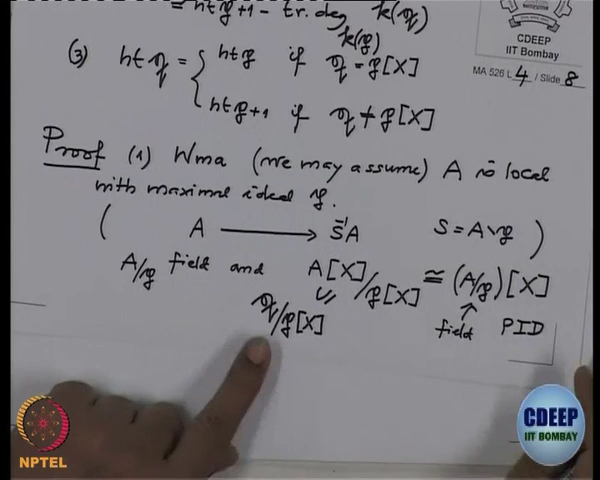 = ht 𝔭 + 1 - tr. deg k(𝔮)
k(𝔭)
(3) ht 𝔮 = { ht 𝔭 if 𝔮 = 𝔭[X]
ht 𝔭 + 1 if 𝔮 ≠ 𝔭[X]
Proof (1) Wma (we may assume) A is local
with maximal ideal 𝔭.
( A ⟶ S⁻¹A S = A∖𝔭 )
A/𝔭 field and A[X]/𝔭[X] ≅ (A/𝔭)[X]
𝔮/𝔭[X] field PID
CDEEP
IIT Bombay
MA 526 L 4 / Slide 8
NPTEL
CDEEP
IIT BOMBAY